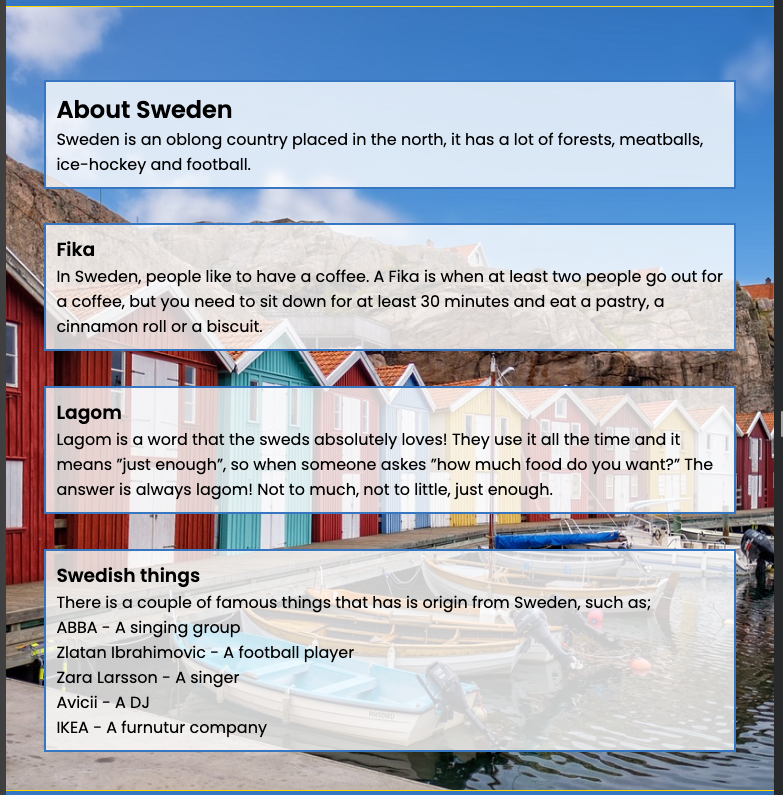 About Sweden
Sweden is an oblong country placed in the north, it has a lot of forests, meatballs,
ice-hockey and football.
Fika
In Sweden, people like to have a coffee. A Fika is when at least two people go out for
a coffee, but you need to sit down for at least 30 minutes and eat a pastry, a
cinnamon roll or a biscuit.
Lagom
Lagom is a word that the sweds absolutely loves! They use it all the time and it
means ”just enough”, so when someone askes ”how much food do you want?” The
answer is always lagom! Not to much, not to little, just enough.
Swedish things
There is a couple of famous things that has is origin from Sweden, such as;
ABBA - A singing group
Zlatan Ibrahimovic - A football player
Zara Larsson - A singer
Avicii - A DJ
IKEA - A furnutur company